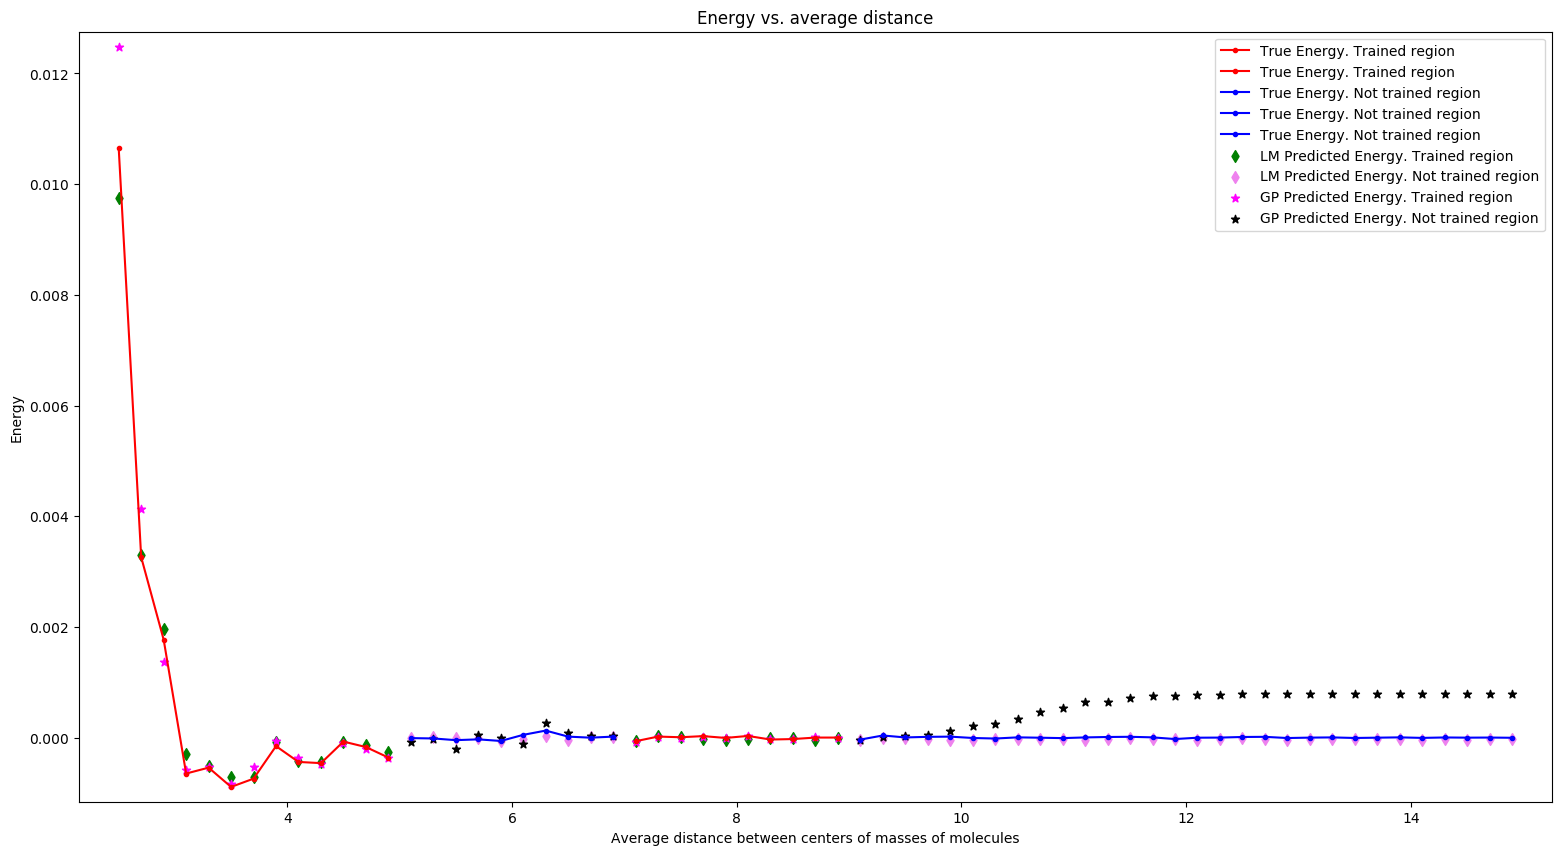 Energy vs. average distance
True Energy. Trained region
True Energy. Trained region
True Energy. Not trained region
True Energy. Not trained region
True Energy. Not trained region
LM Predicted Energy. Trained region
LM Predicted Energy. Not trained region
GP Predicted Energy. Trained region
GP Predicted Energy. Not trained region
0.012
0.010
0.008
0.006
0.004
0.002
0.000
Energy
4 6 8 10 12 14
Average distance between centers of masses of molecules